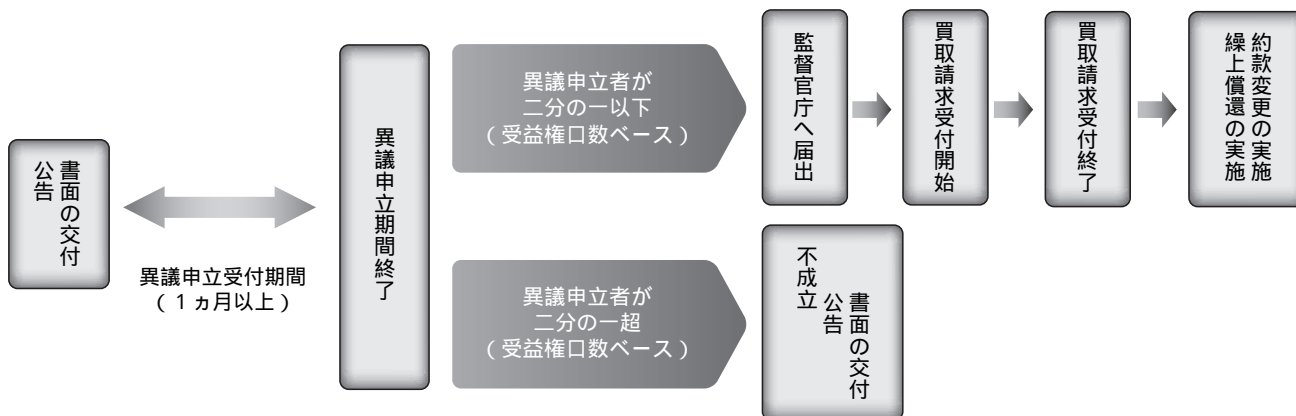 書面の交付
公告
異議申立受付期間
(1ヵ月以上)
異議申立期間終了
異議申立者が
二分の一以下
(受益権口数ベース)
監督官庁へ届出
買取請求受付開始
買取請求受付終了
約款変更の実施
繰上償還の実施
異議申立者が
二分の一超
(受益権口数ベース)
不成立
書面の交付
公告